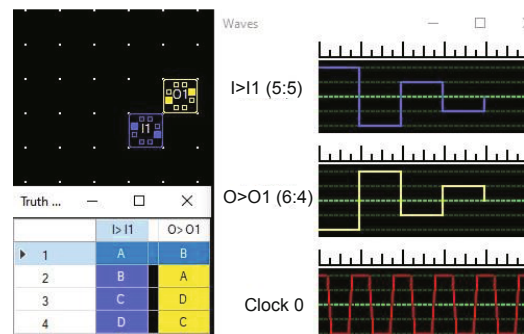 Waves
O1
I1
I>I1 (5:5)
O>O1 (6:4)
Clock 0
Truth ...
I> I1 O> O1
1 A B
2 B A
3 C D
4 D C